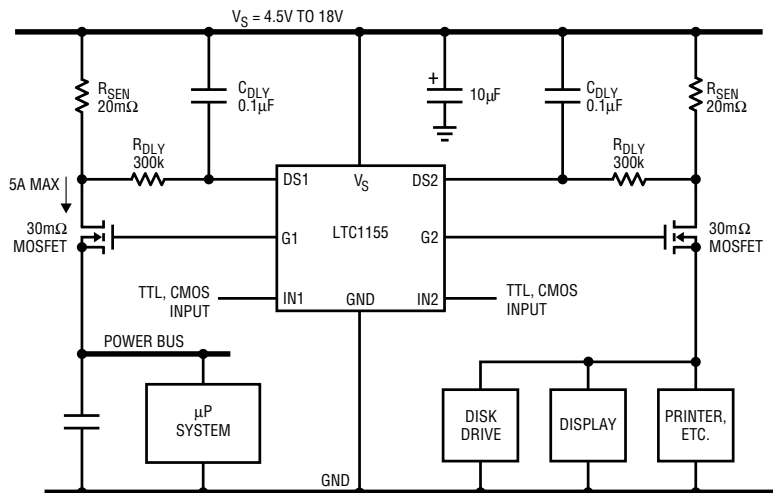 V_S = 4.5V TO 18V
R_SEN
20mΩ
C_DLY
0.1µF
+
10µF
C_DLY
0.1µF
R_SEN
20mΩ
R_DLY
300k
R_DLY
300k
5A MAX
DS1
V_S
DS2
30mΩ
MOSFET
G1
LTC1155
G2
30mΩ
MOSFET
TTL, CMOS
INPUT
IN1
GND
IN2
TTL, CMOS
INPUT
POWER BUS
µP
SYSTEM
DISK
DRIVE
DISPLAY
PRINTER,
ETC.
GND